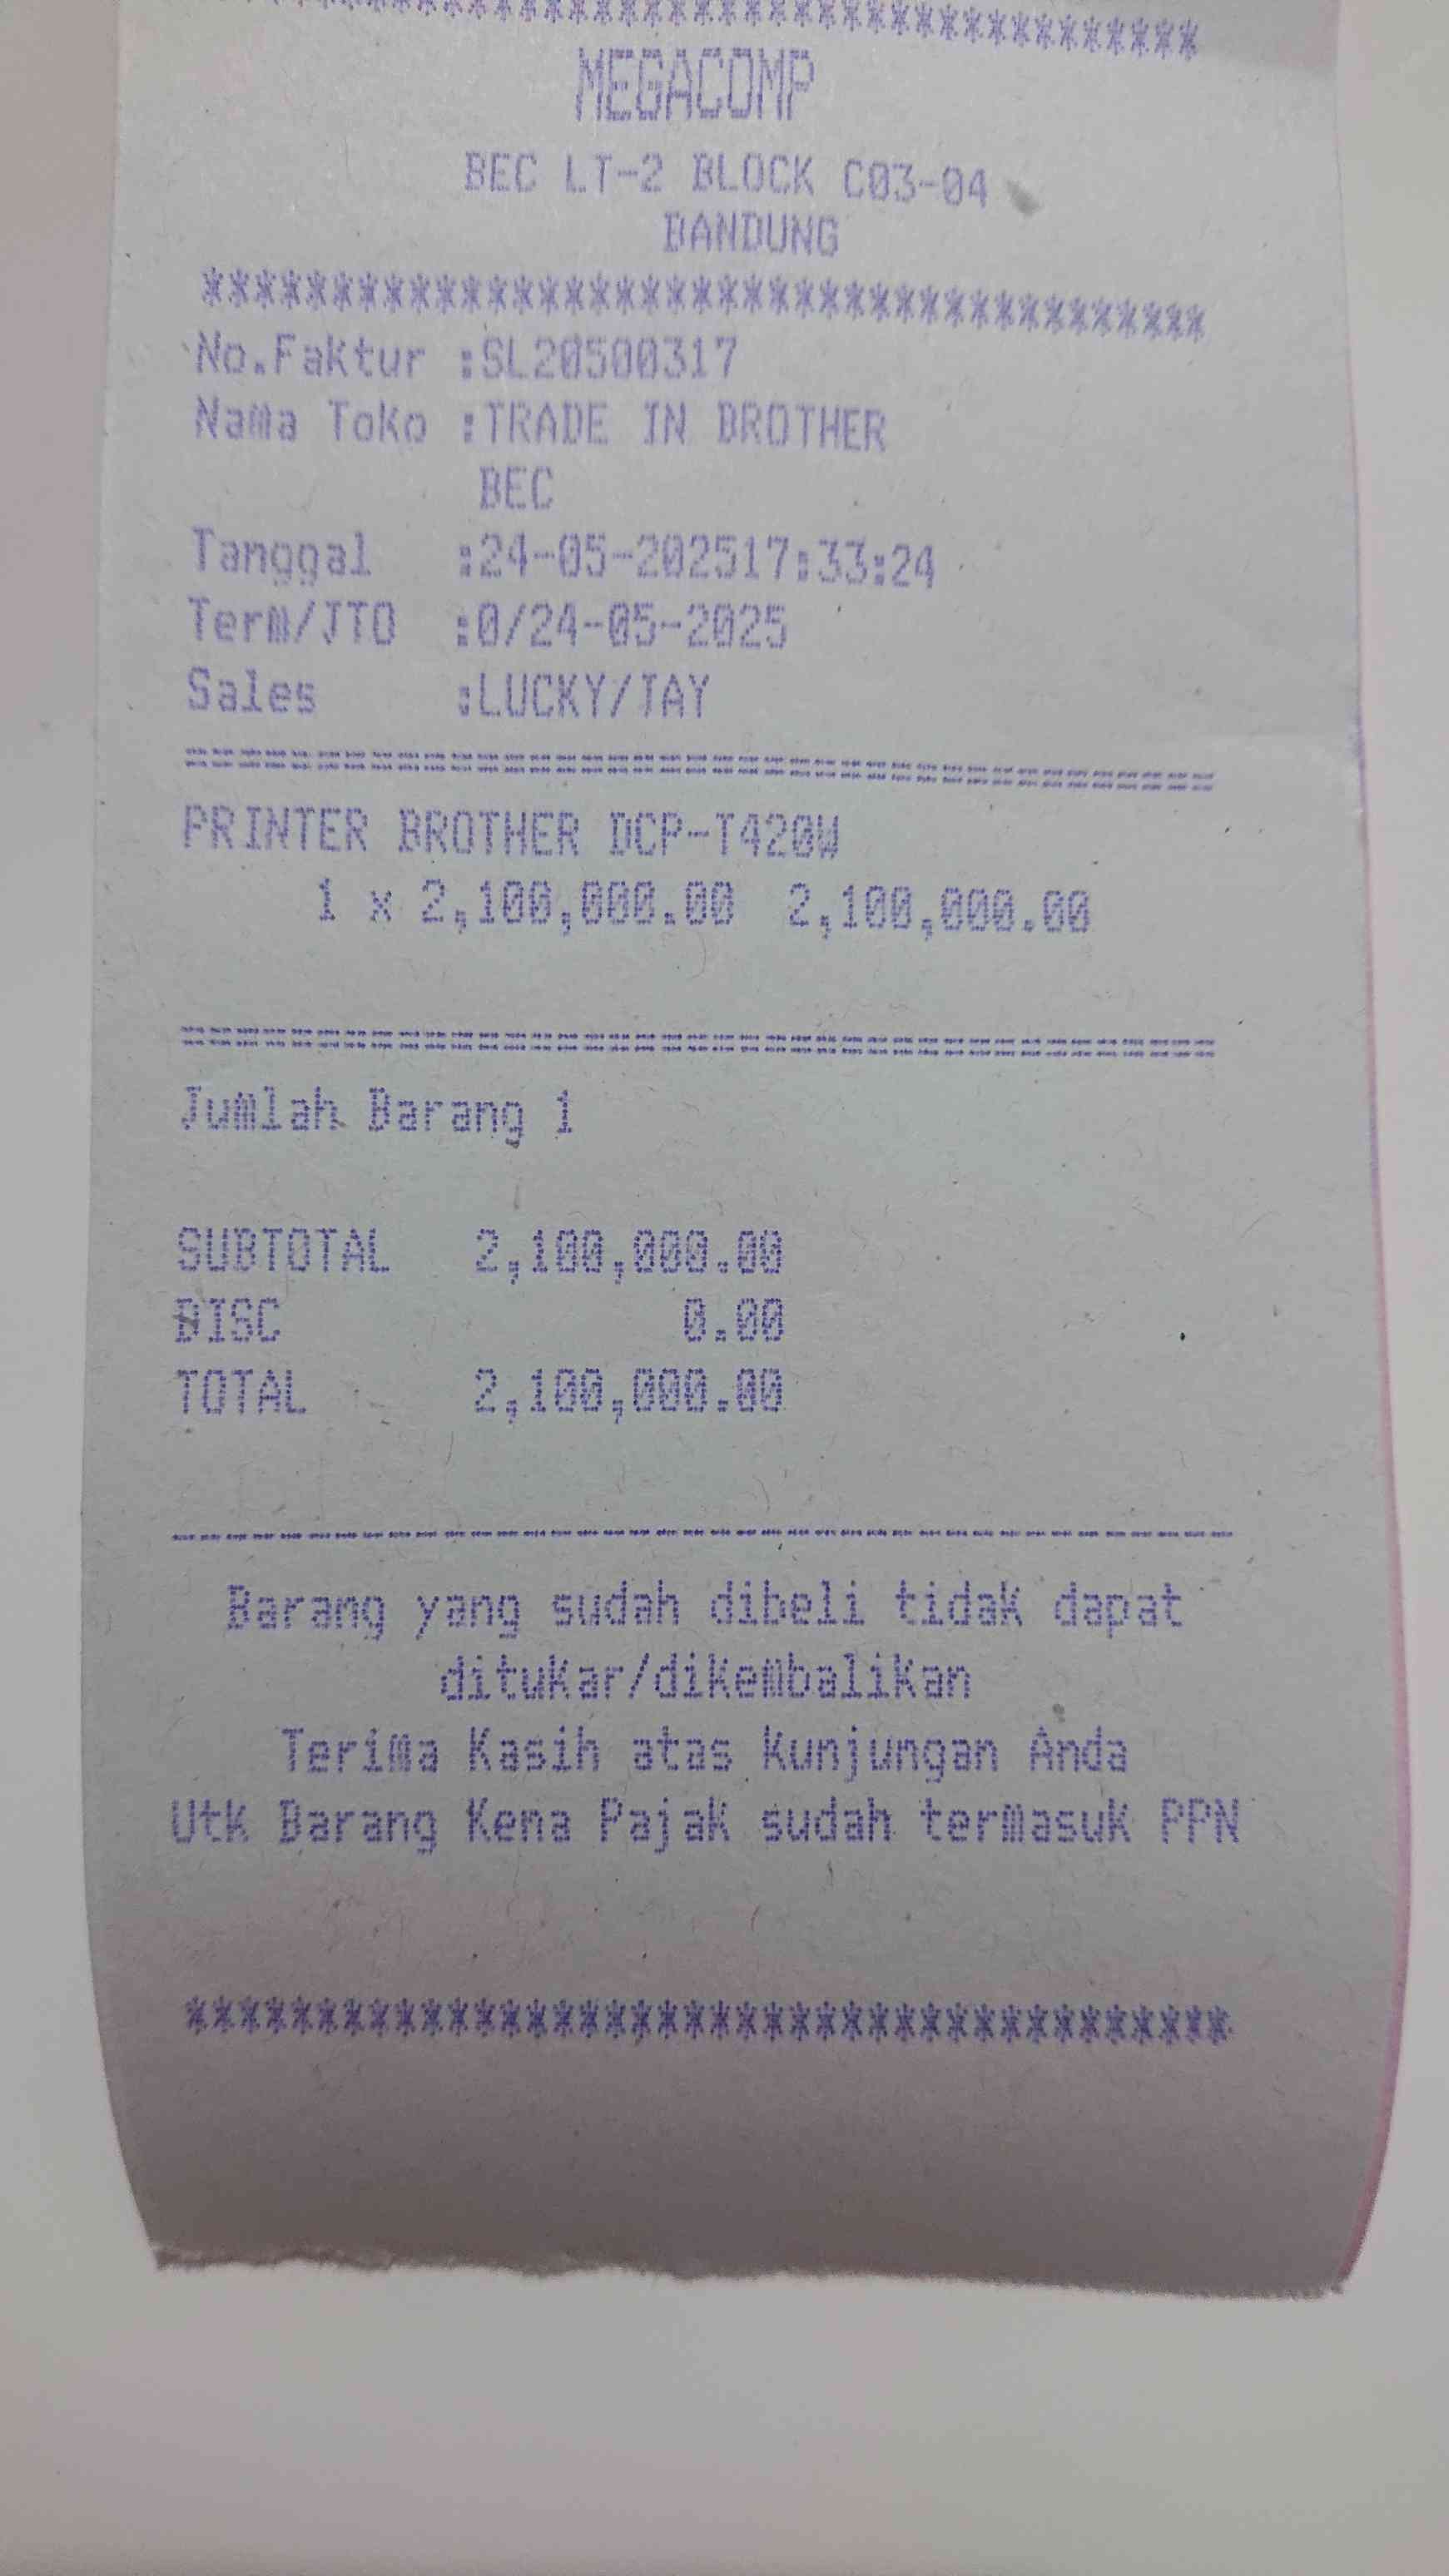 ****************************************
MEGACOMP
BEC LT-2 BLOCK C03-04
BANDUNG
***************************************
No.Faktur :SL20500317
Nama Toko :TRADE IN BROTHER
BEC
Tanggal :24-05-202517:33:24
Term/JTO :0/24-05-2025
Sales :LUCKY/TAY
=======================================
PRINTER BROTHER DCP-T420W
1 x 2,100,000.00 2,100,000.00
=======================================
Jumlah Barang 1
SUBTOTAL 2,100,000.00
DISC 0.00
TOTAL 2,100,000.00
----------------------------------------
Barang yang sudah dibeli tidak dapat
ditukar/dikembalikan
Terima Kasih atas Kunjungan Anda
Utk Barang Kena Pajak sudah termasuk PPN
****************************************